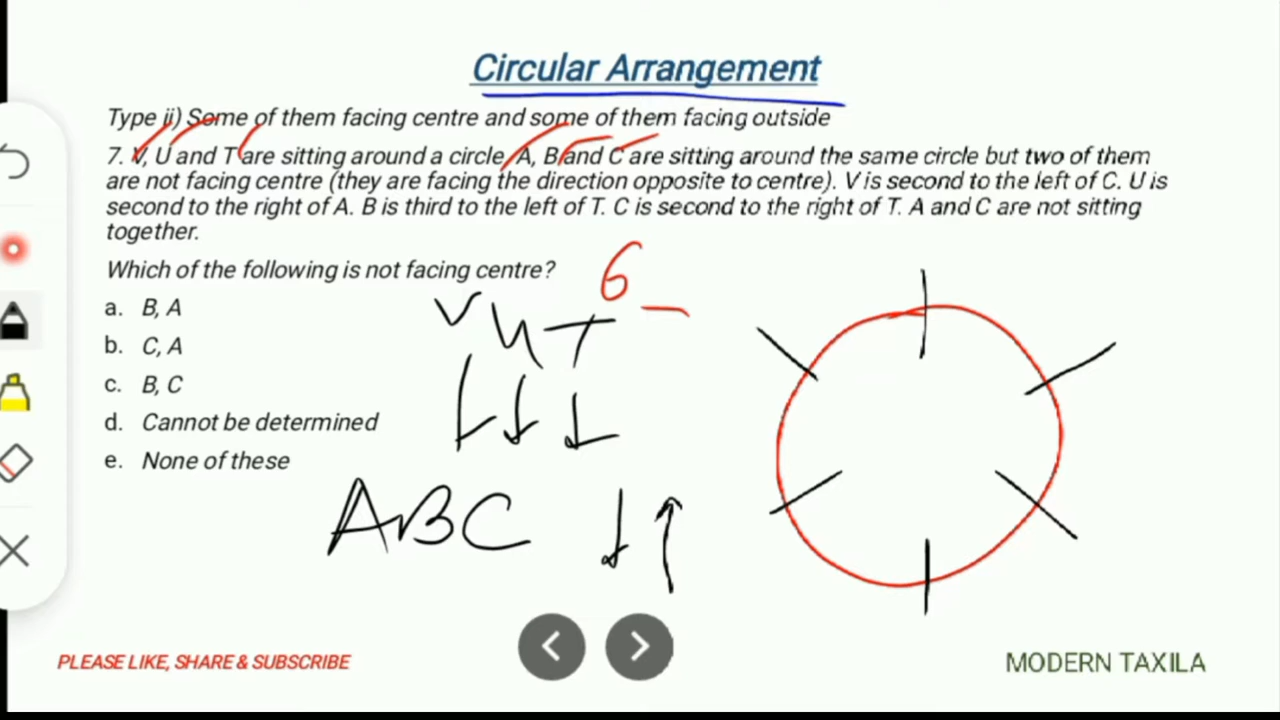 Circular Arrangement
Type ii) Some of them facing centre and some of them facing outside
7. V, U and T are sitting around a circle, A, B and C are sitting around the same circle but two of them
are not facing centre (they are facing the direction opposite to centre). V is second to the left of C. U is
second to the right of A. B is third to the left of T. C is second to the right of T. A and C are not sitting
together.
Which of the following is not facing centre?
a. B, A
b. C, A
c. B, C
d. Cannot be determined
e. None of these
6
V U T
A B C
PLEASE LIKE, SHARE & SUBSCRIBE
MODERN TAXILA